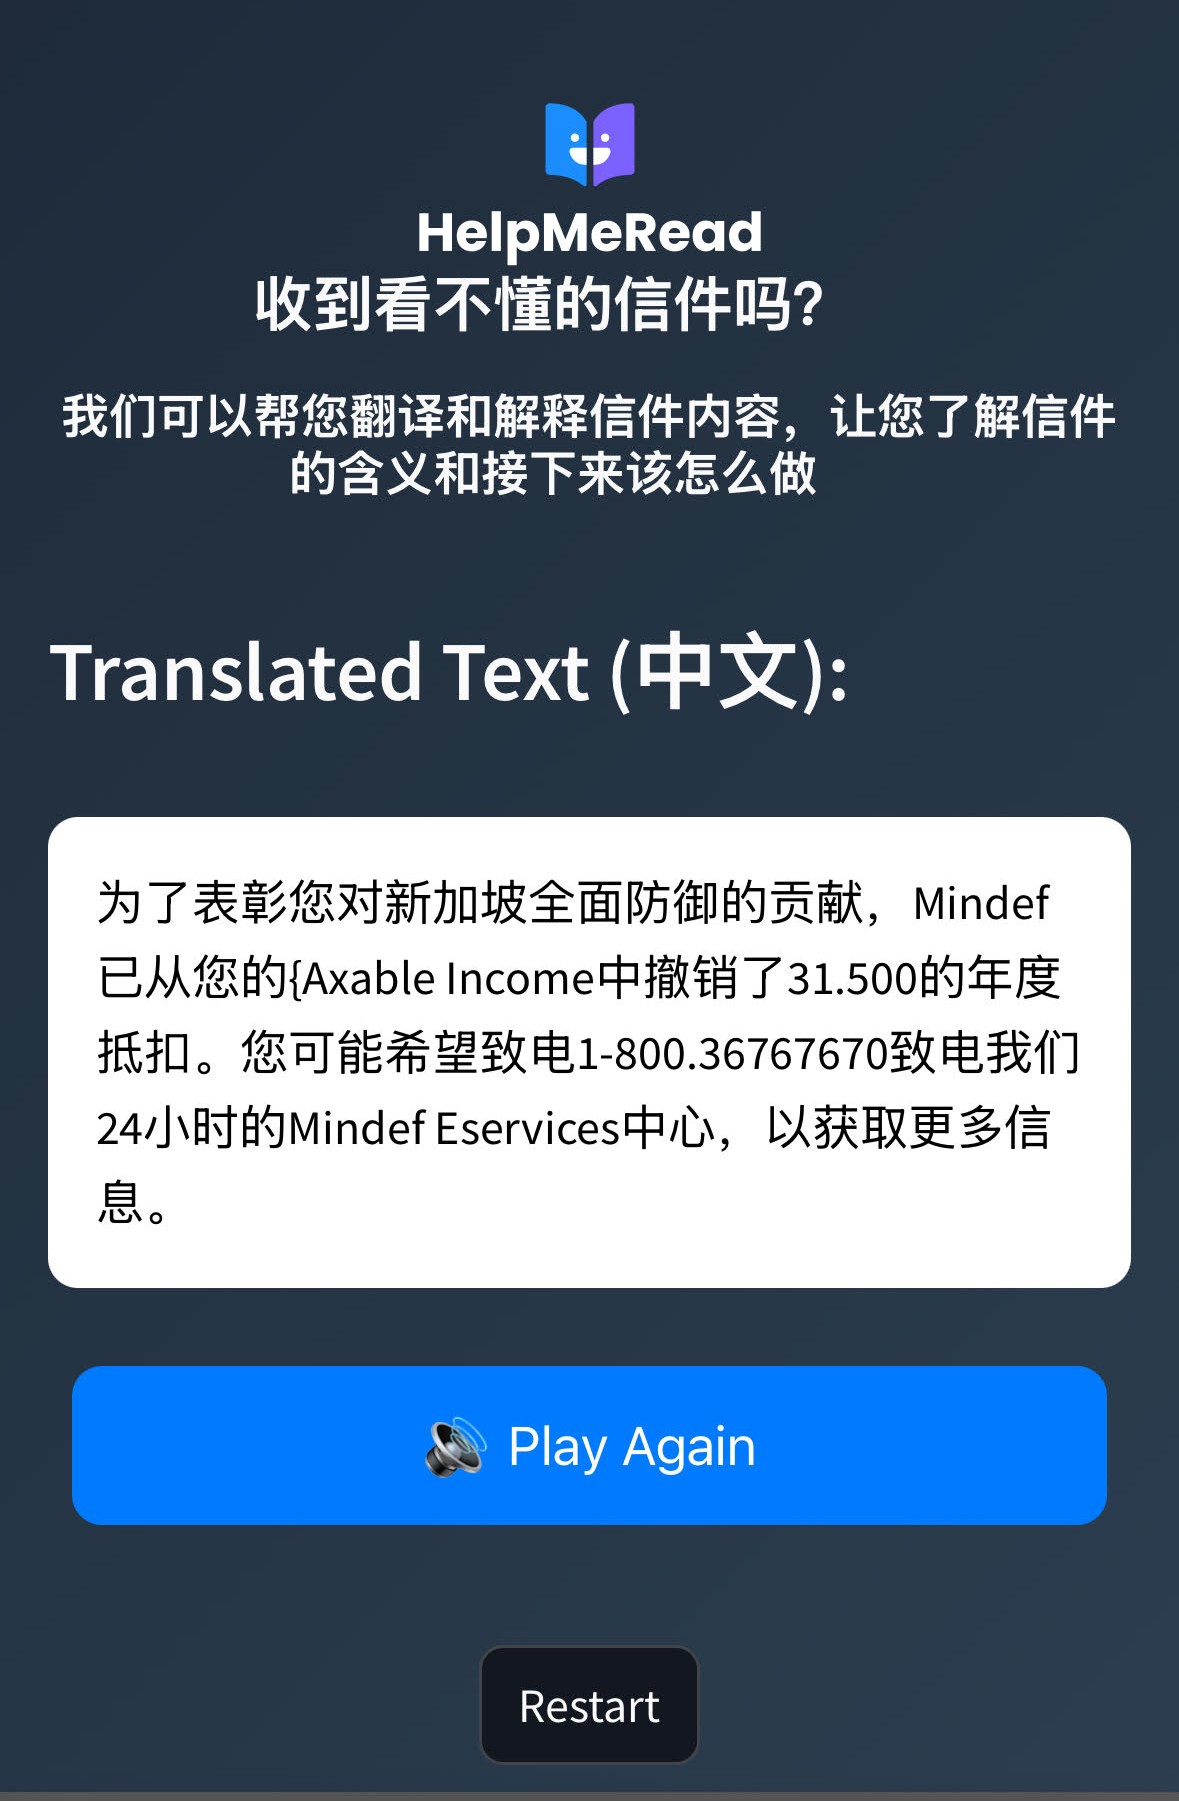 HelpMeRead
收到看不懂的信件吗?
我们可以帮您翻译和解释信件内容，让您了解信件
的含义和接下来该怎么做
Translated Text (中文):
为了表彰您对新加坡全面防御的贡献，Mindef
已从您的{Axable Income中撤销了31.500的年度
抵扣。您可能希望致电1-800.36767670致电我们
24小时的Mindef Eservices中心，以获取更多信
息。
Play Again
Restart